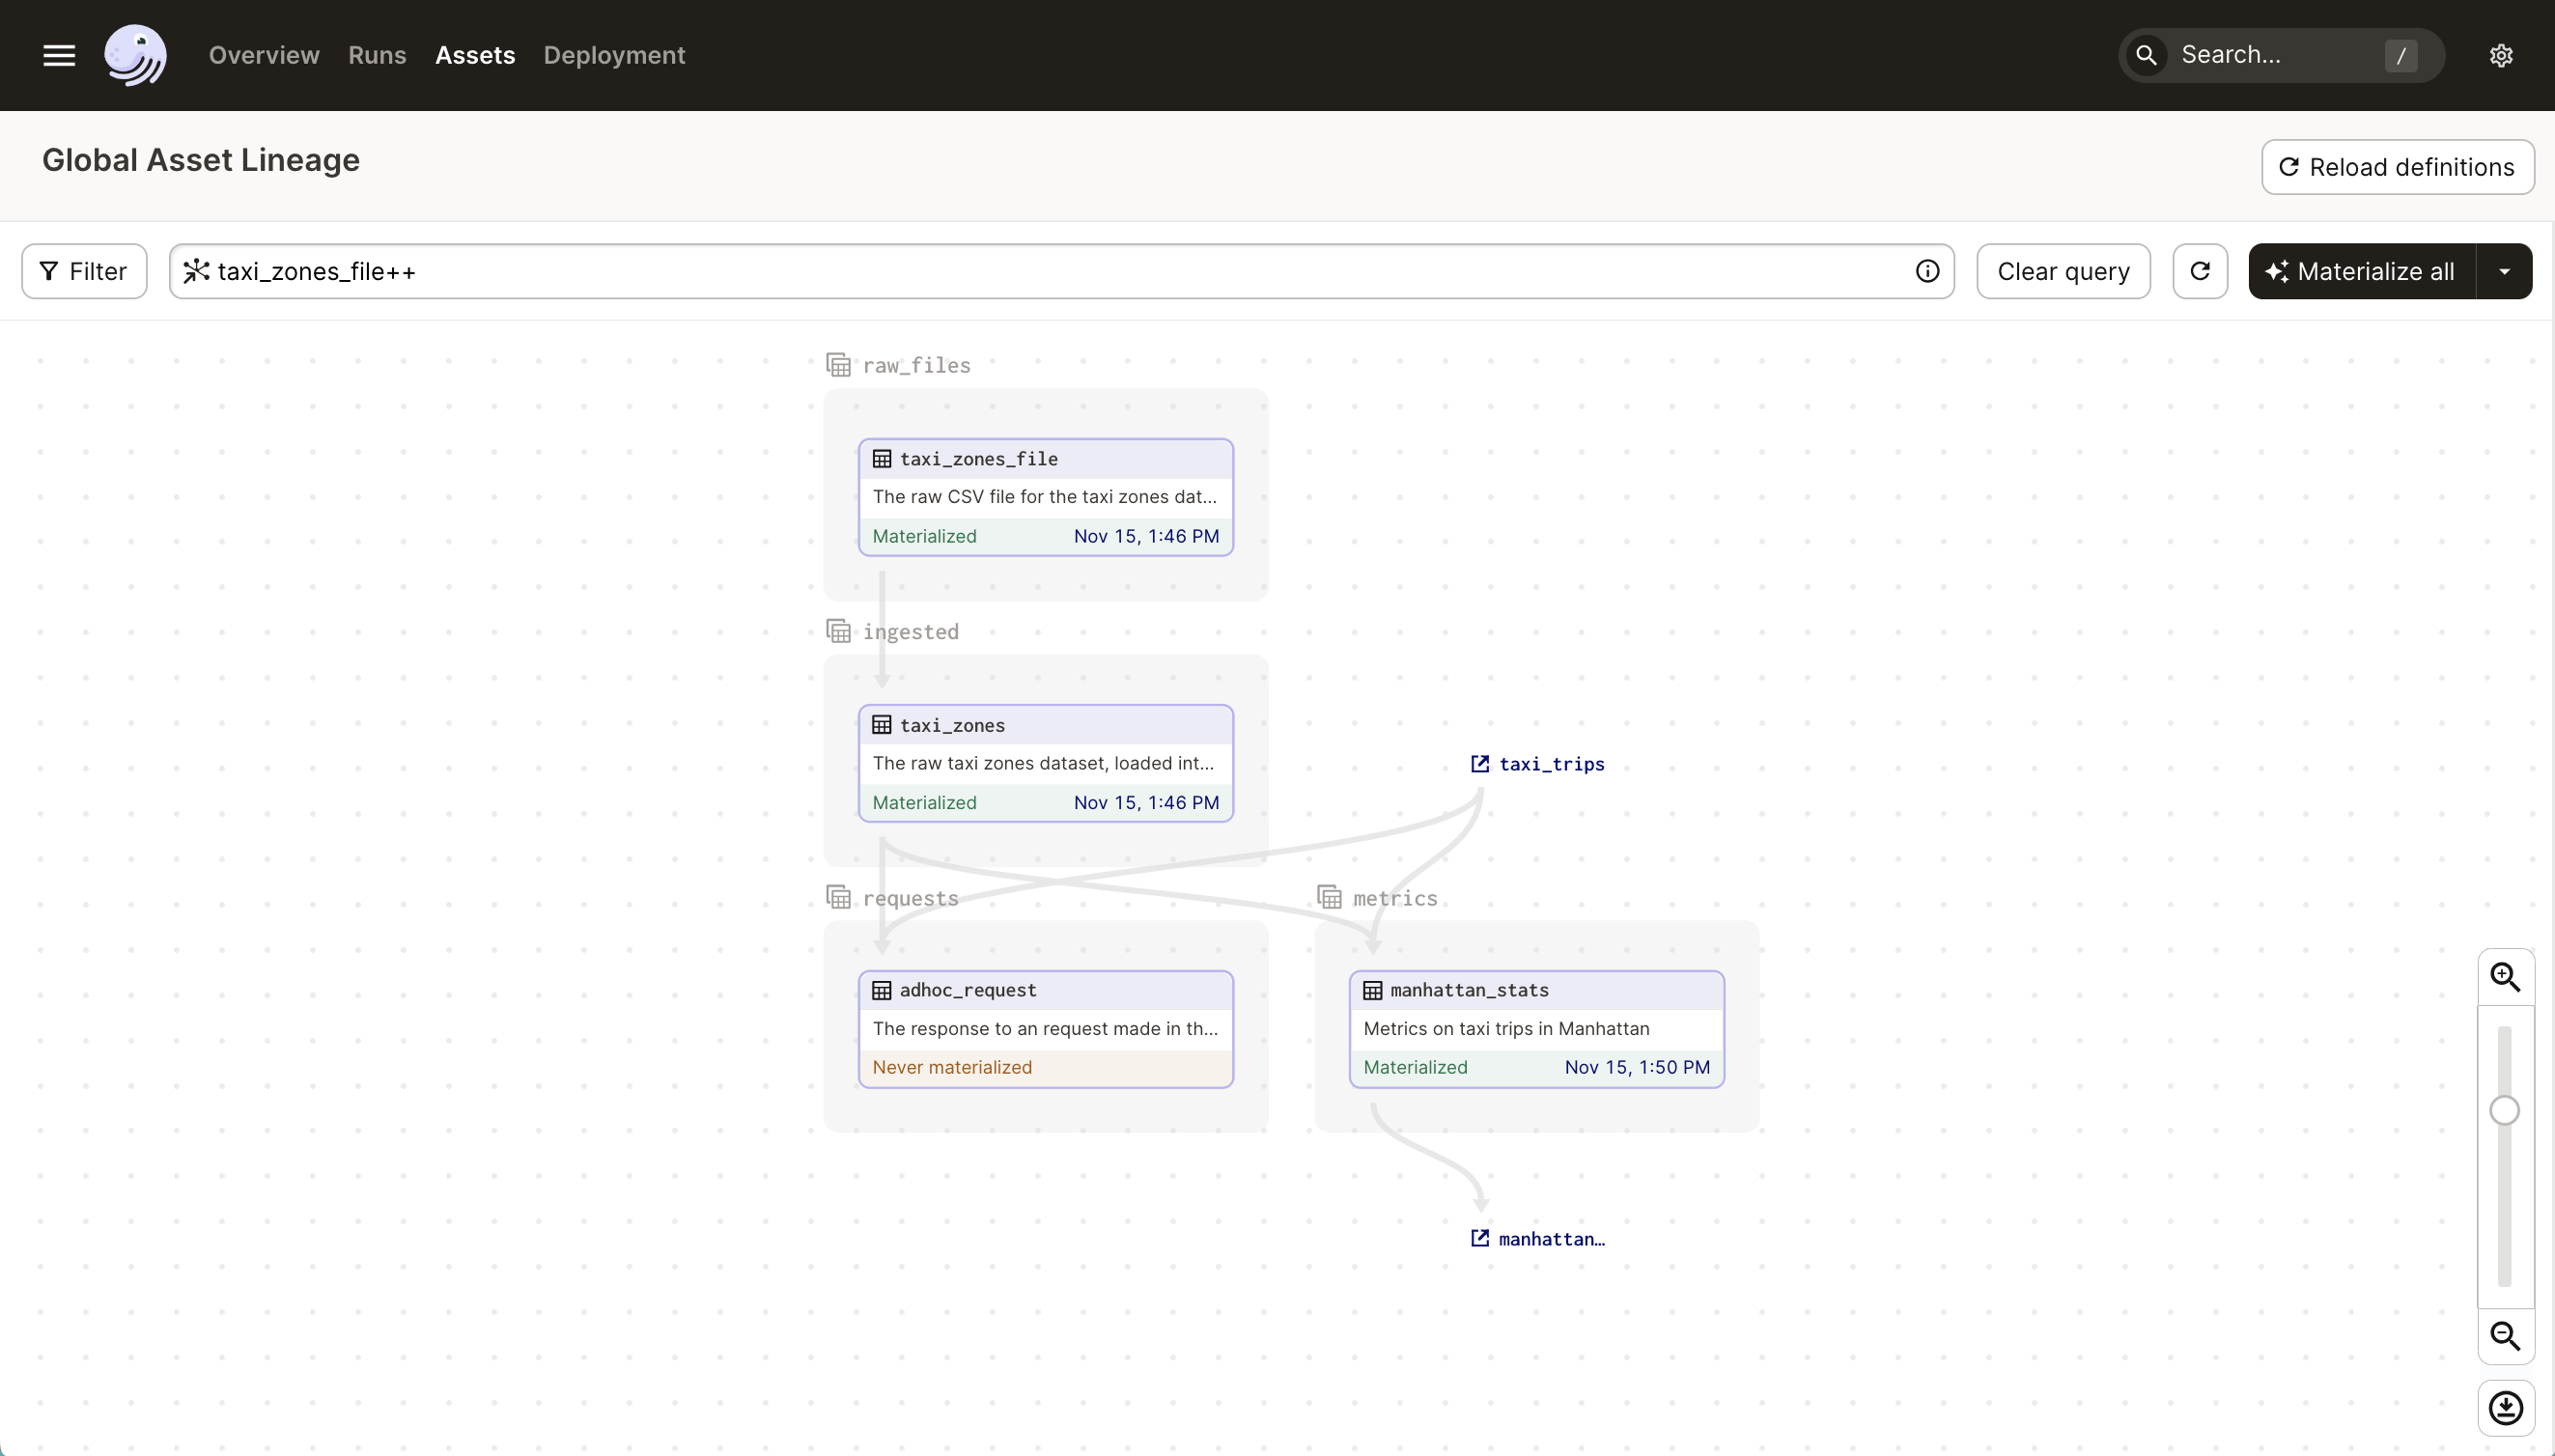 Overview Runs Assets Deployment Search... /
Global Asset Lineage
Reload definitions
Filter taxi_zones_file++ Clear query Materialize all
raw_files
taxi_zones_file
The raw CSV file for the taxi zones dat...
Materialized Nov 15, 1:46 PM
ingested
taxi_zones
The raw taxi zones dataset, loaded int...
Materialized Nov 15, 1:46 PM
taxi_trips
requests
adhoc_request
The response to an request made in th...
Never materialized
metrics
manhattan_stats
Metrics on taxi trips in Manhattan
Materialized Nov 15, 1:50 PM
manhattan…